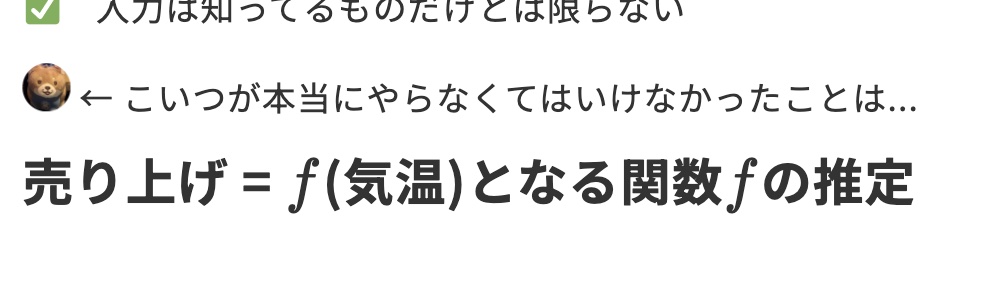 ✅ 入力は知ってるものだけとは限らない
← こいつが本当にやらなくてはいけなかったことは...
売り上げ = f(気温)となる関数fの推定